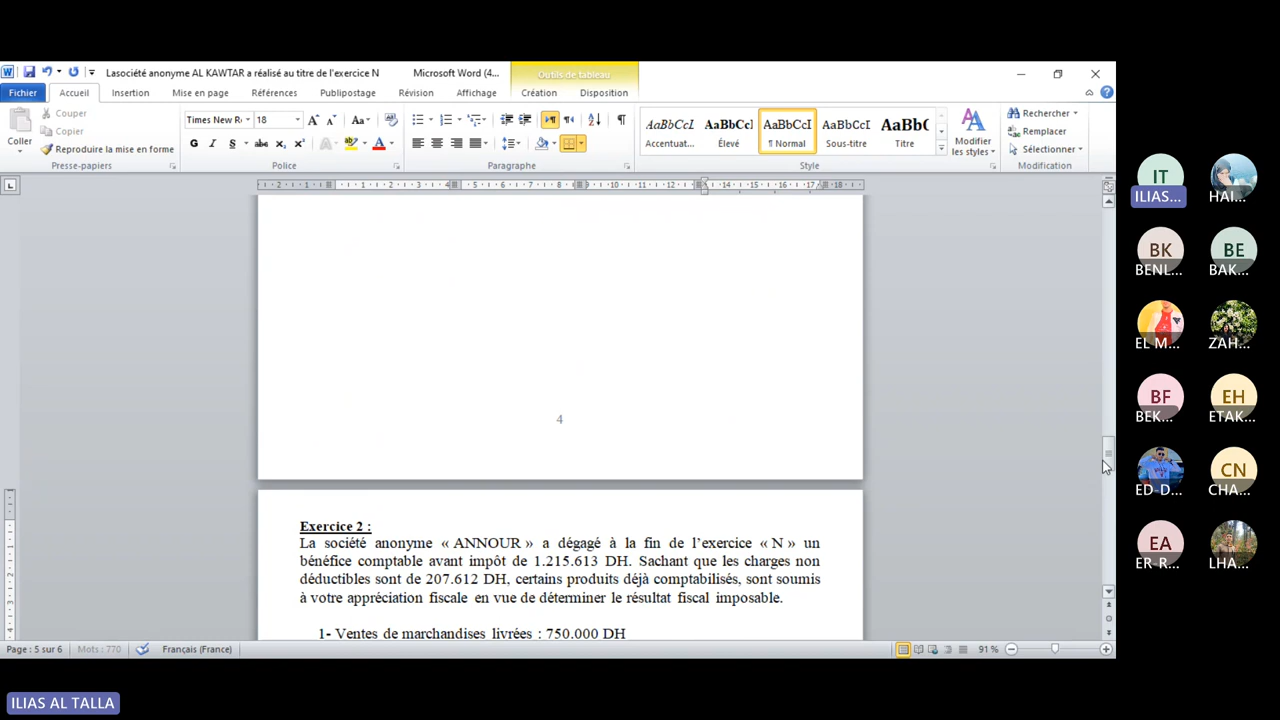 Lasociété anonyme AL KAWTAR a réalisé au titre de l'exercice N
Microsoft Word (4...
Outils de tableau
Fichier Accueil Insertion Mise en page Références Publipostage Révision Affichage Création Disposition
Couper
Copier
Reproduire la mise en forme
Coller
Presse-papiers
Times New R
18
Aa
G I S abc x₂ x²
A
Police
Paragraphe
AaBbCcL AaBbCc AaBbCcI AaBbCcI AaBb(
Accentuat... Élevé ¶ Normal Sous-titre Titre
Modifier
les styles
Style
Rechercher
Remplacer
Sélectionner
Modification
4
Exercice 2 :
La société anonyme « ANNOUR » a dégagé à la fin de l'exercice « N » un
bénéfice comptable avant impôt de 1.215.613 DH. Sachant que les charges non
déductibles sont de 207.612 DH, certains produits déjà comptabilisés, sont soumis
à votre appréciation fiscale en vue de déterminer le résultat fiscal imposable.
1- Ventes de marchandises livrées : 750.000 DH
Page : 5 sur 6 Mots : 770 Français (France) 91 %
IT
ILIAS...
HAI...
BK
BENL...
BE
BAK...
EL M...
ZAH...
BF
BEK...
EH
ETAK...
ED-D...
CN
CHA...
EA
ER-R...
LHA...
ILIAS AL TALLA